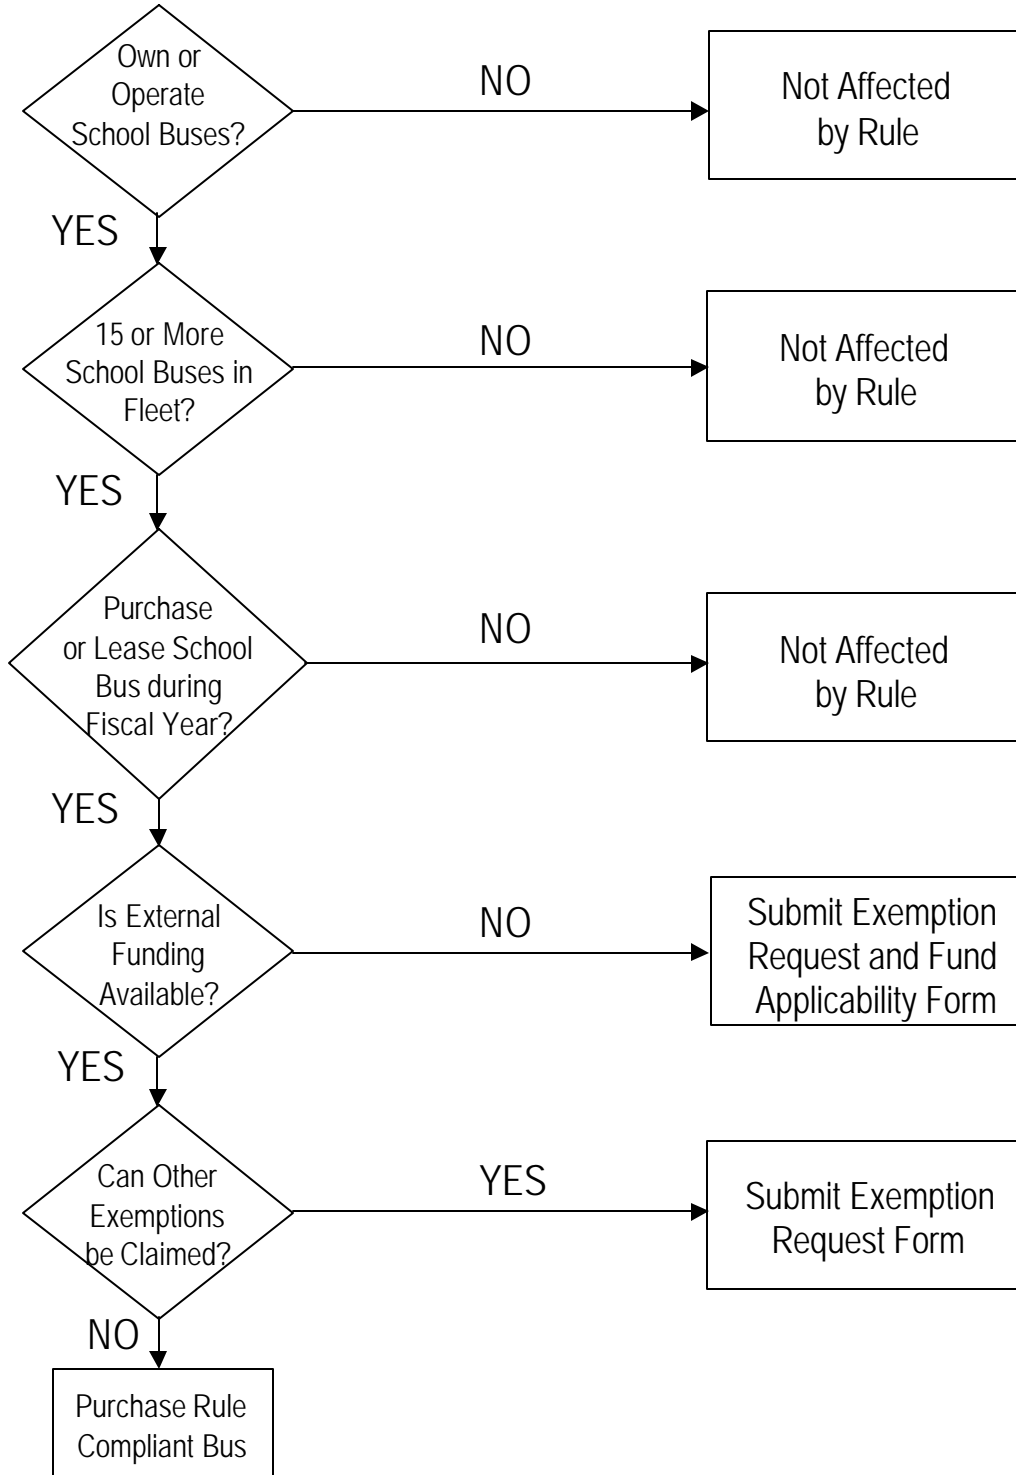 Own or
Operate
School Buses?
NO
Not Affected
by Rule
YES
15 or More
School Buses in
Fleet?
NO
Not Affected
by Rule
YES
Purchase
or Lease School
Bus during
Fiscal Year?
NO
Not Affected
by Rule
YES
Is External
Funding
Available?
NO
Submit Exemption
Request and Fund
Applicability Form
YES
Can Other
Exemptions
be Claimed?
YES
Submit Exemption
Request Form
NO
Purchase Rule
Compliant Bus